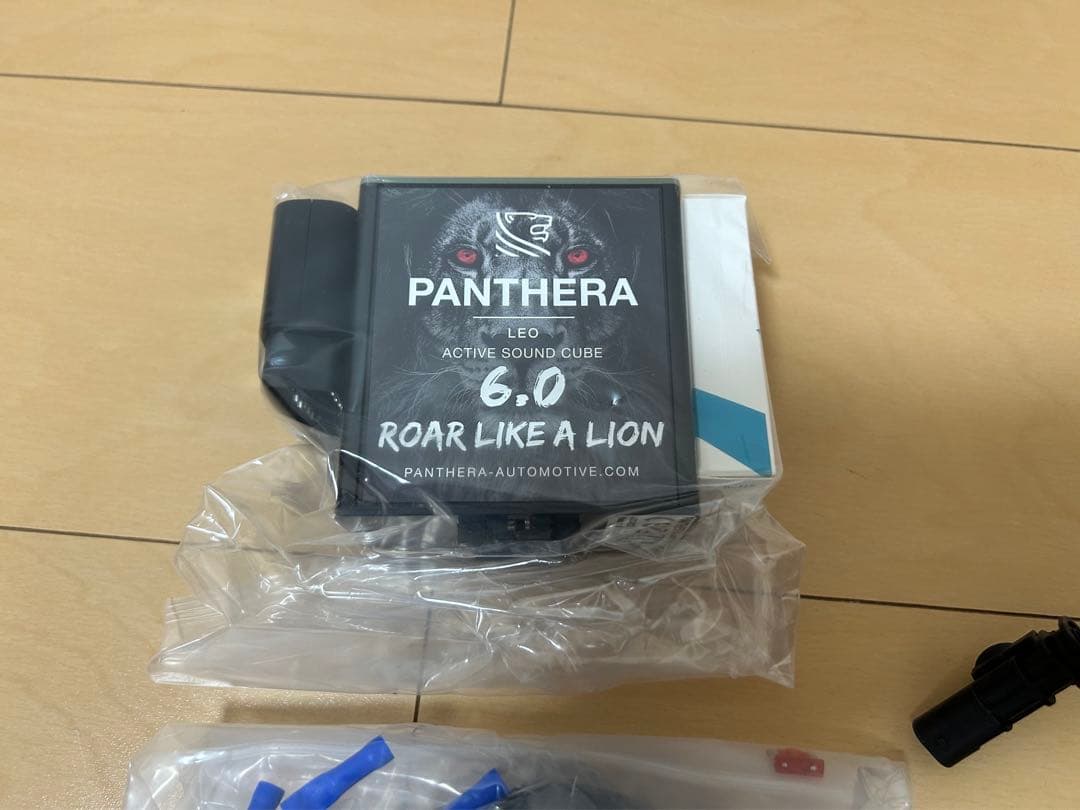 PANTHERA
LEO
ACTIVE SOUND CUBE
6.0
ROAR LIKE A LION
PANTHERA-AUTOMOTIVE.COM